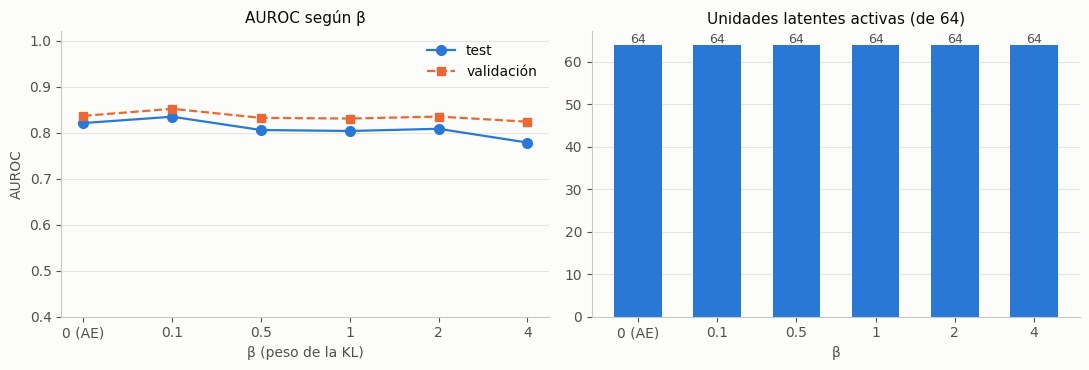 AUROC según β
1.0
0.9
0.8
0.7
0.6
0.5
0.4
AUROC
test
validación
0 (AE) 0.1 0.5 1 2 4
β (peso de la KL)
Unidades latentes activas (de 64)
64 64 64 64 64 64
60
50
40
30
20
10
0
0 (AE) 0.1 0.5 1 2 4
β